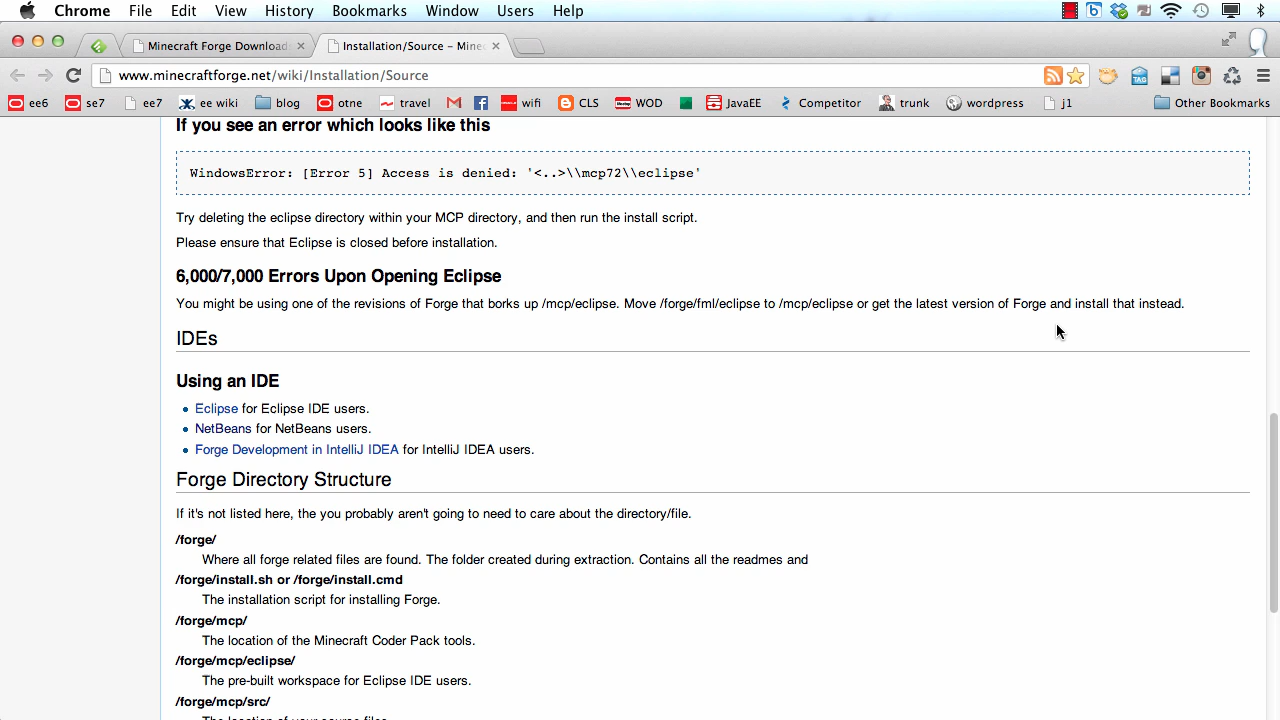 Chrome File Edit View History Bookmarks Window Users Help
Minecraft Forge Download
Installation/Source – Mine
www.minecraftforge.net/wiki/Installation/Source
ee6 se7 ee7 ee wiki blog otne travel wifi CLS WOD JavaEE Competitor trunk wordpress j1 Other Bookmarks
If you see an error which looks like this
WindowsError: [Error 5] Access is denied: '<..>\\mcp72\\eclipse'
Try deleting the eclipse directory within your MCP directory, and then run the install script.
Please ensure that Eclipse is closed before installation.
6,000/7,000 Errors Upon Opening Eclipse
You might be using one of the revisions of Forge that borks up /mcp/eclipse. Move /forge/fml/eclipse to /mcp/eclipse or get the latest version of Forge and install that instead.
IDEs
Using an IDE
Eclipse for Eclipse IDE users.
NetBeans for NetBeans users.
Forge Development in IntelliJ IDEA for IntelliJ IDEA users.
Forge Directory Structure
If it's not listed here, the you probably aren't going to need to care about the directory/file.
/forge/
Where all forge related files are found. The folder created during extraction. Contains all the readmes and
/forge/install.sh or /forge/install.cmd
The installation script for installing Forge.
/forge/mcp/
The location of the Minecraft Coder Pack tools.
/forge/mcp/eclipse/
The pre-built workspace for Eclipse IDE users.
/forge/mcp/src/
The location of your source files.